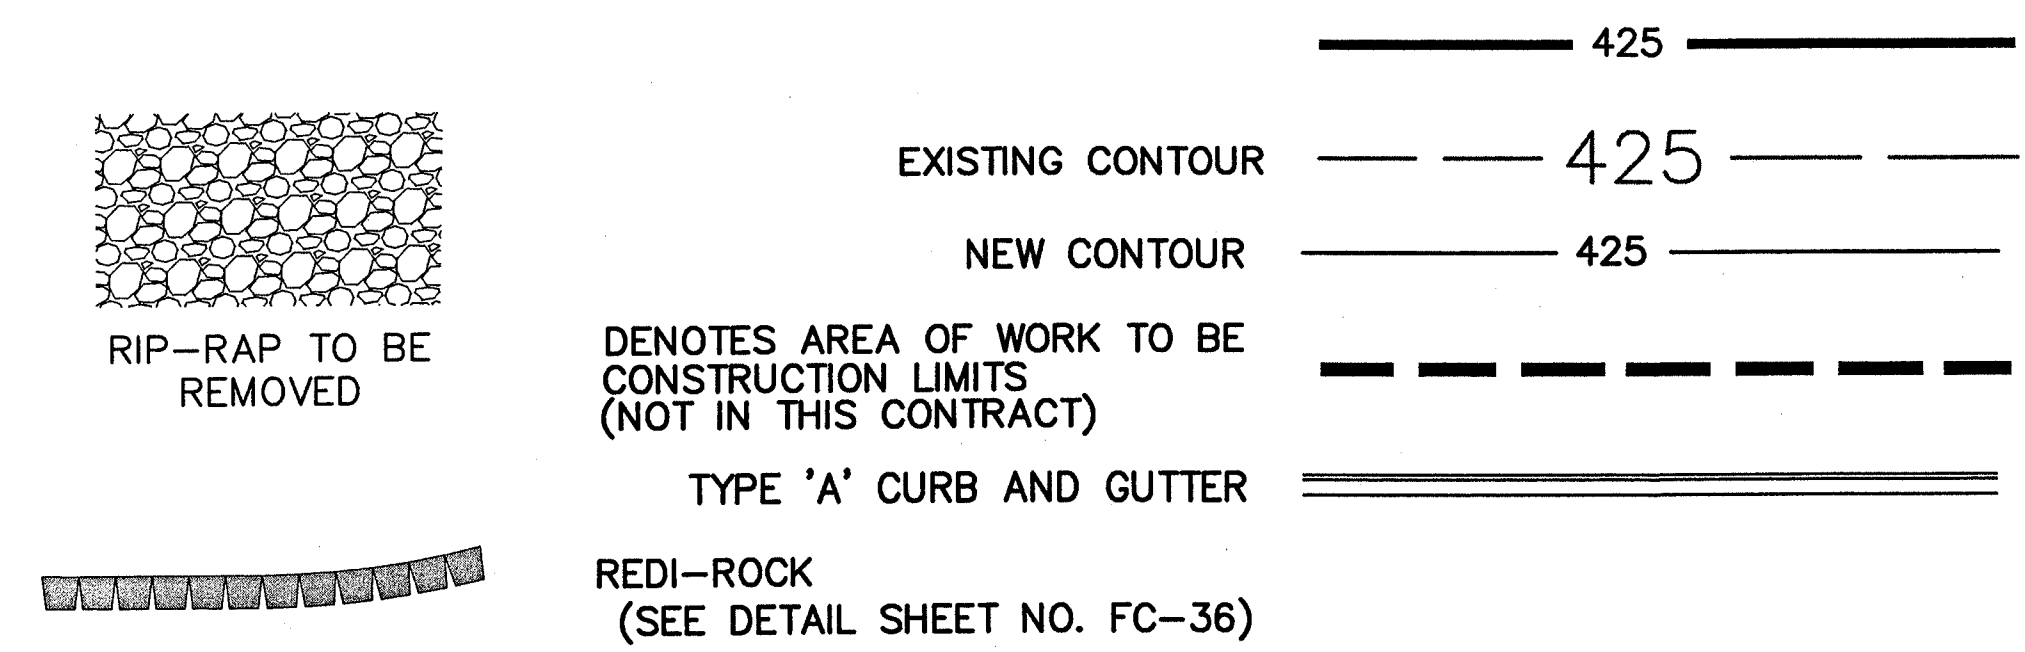 425
EXISTING CONTOUR 425
NEW CONTOUR 425
RIP-RAP TO BE
REMOVED
DENOTES AREA OF WORK TO BE
CONSTRUCTION LIMITS
(NOT IN THIS CONTRACT)
TYPE 'A' CURB AND GUTTER
REDI-ROCK
(SEE DETAIL SHEET NO. FC-36)